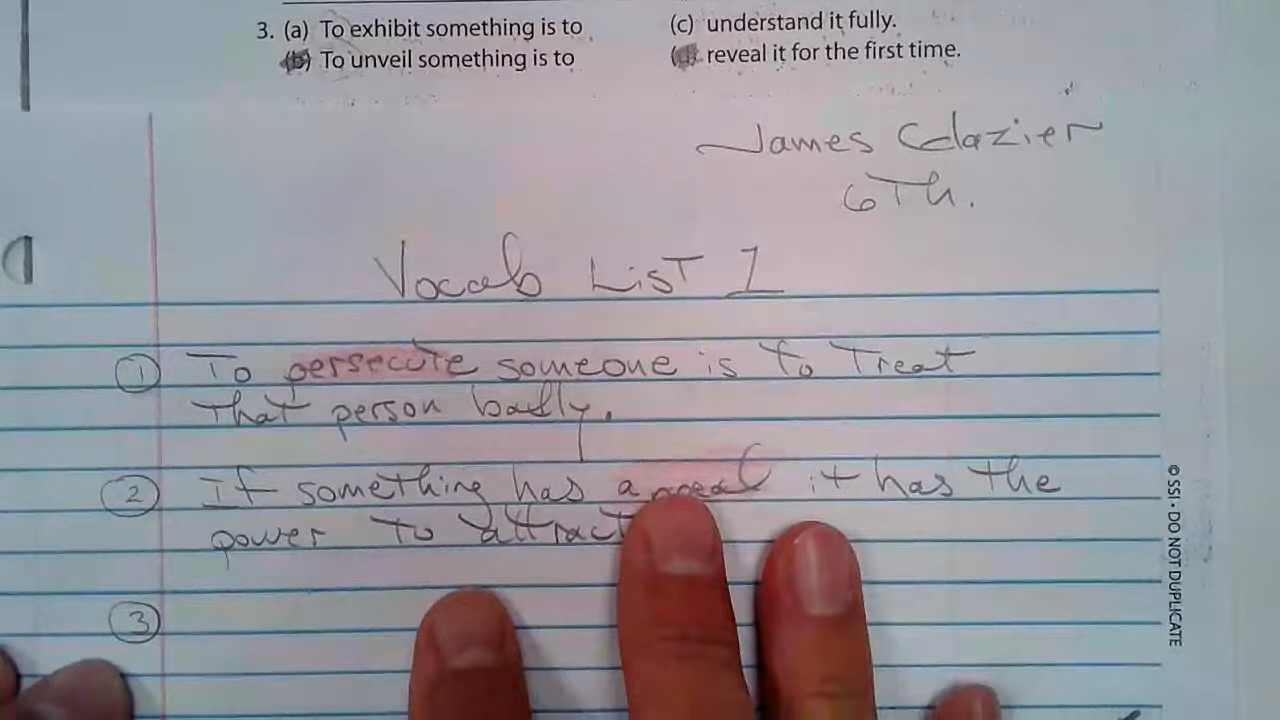 3. (a) To exhibit something is to
(b) To unveil something is to
(c) understand it fully.
(d) reveal it for the first time.
James Glazier
6Th.
Vocab List 1
1 To persecute someone is to Treat
That person badly.
2 If something has appeal it has the
power to attract
3
© SSI • DO NOT DUPLICATE